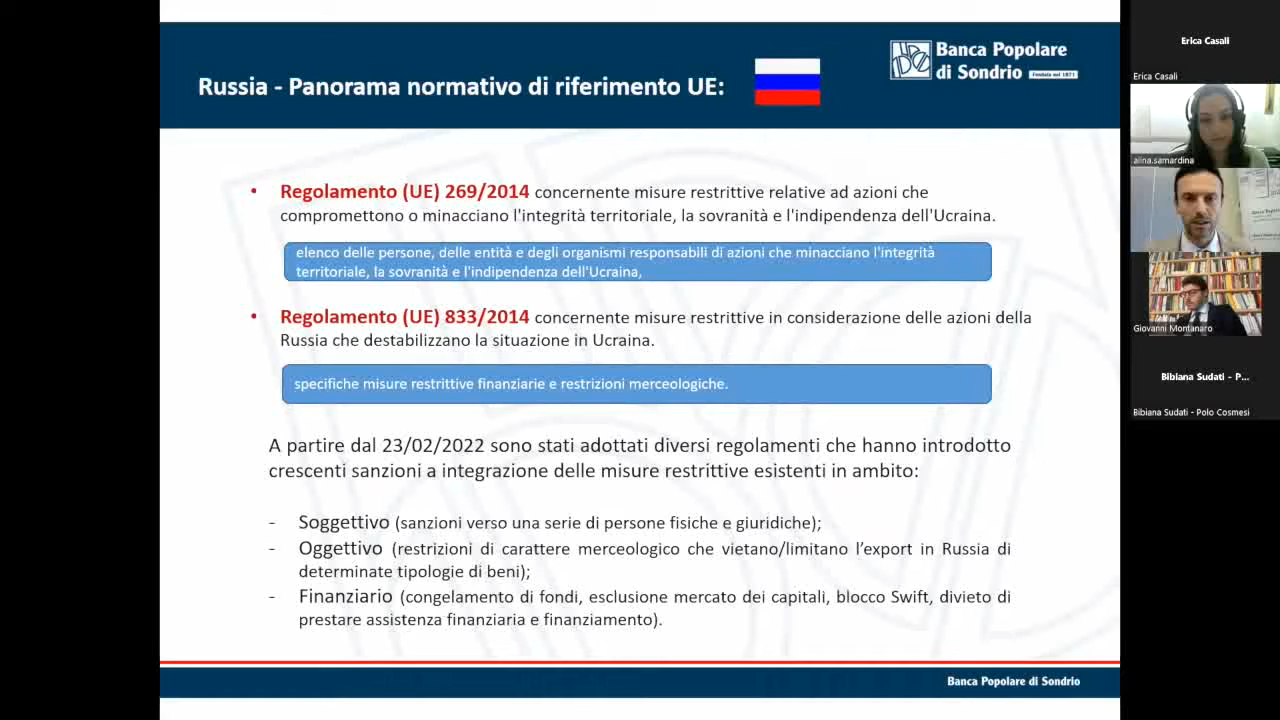 Russia - Panorama normativo di riferimento UE:
Banca Popolare
di Sondrio Fondata nel 1871
• Regolamento (UE) 269/2014 concernente misure restrittive relative ad azioni che
compromettono o minacciano l'integrità territoriale, la sovranità e l'indipendenza dell'Ucraina.
elenco delle persone, delle entità e degli organismi responsabili di azioni che minacciano l'integrità
territoriale, la sovranità e l'indipendenza dell'Ucraina,
• Regolamento (UE) 833/2014 concernente misure restrittive in considerazione delle azioni della
Russia che destabilizzano la situazione in Ucraina.
specifiche misure restrittive finanziarie e restrizioni merceologiche.
A partire dal 23/02/2022 sono stati adottati diversi regolamenti che hanno introdotto
crescenti sanzioni a integrazione delle misure restrittive esistenti in ambito:
- Soggettivo (sanzioni verso una serie di persone fisiche e giuridiche);
- Oggettivo (restrizioni di carattere merceologico che vietano/limitano l’export in Russia di
determinate tipologie di beni);
- Finanziario (congelamento di fondi, esclusione mercato dei capitali, blocco Swift, divieto di
prestare assistenza finanziaria e finanziamento).
Banca Popolare di Sondrio
Erica Casali
Erica Casali
alina.samardina
Giovanni Montanaro
Bibiana Sudati - P...
Bibiana Sudati - Polo Cosmesi